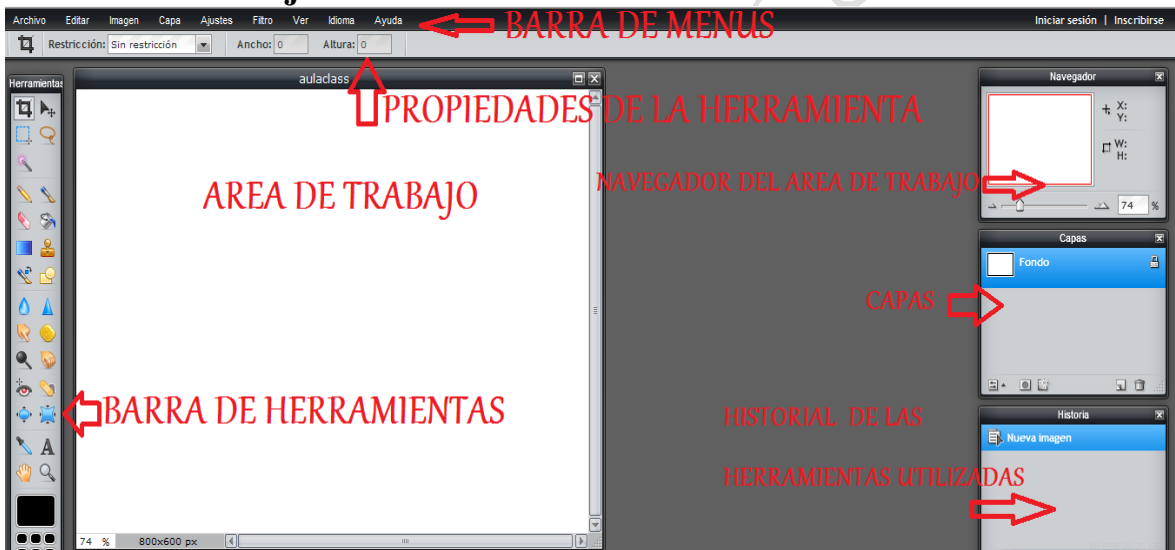 Archivo Editar Imagen Capa Ajustes Filtro Ver Idioma Ayuda
BARRA DE MENUS
Iniciar sesión | Inscribirse
Restricción: Sin restricción Ancho: 0 Altura: 0
Herramientas
auladass
Navegador
PROPIEDADES DE LA HERRAMIENTA
X:
Y:
W:
H:
NAVEGADOR DEL AREA DE TRABAJO
74 %
AREA DE TRABAJO
Capas
Fondo
CAPAS
BARRA DE HERRAMIENTAS
Historia
Nueva imagen
HISTORIAL DE LAS
HERRAMIENTAS UTILIZADAS
A
74 % 800x600 px